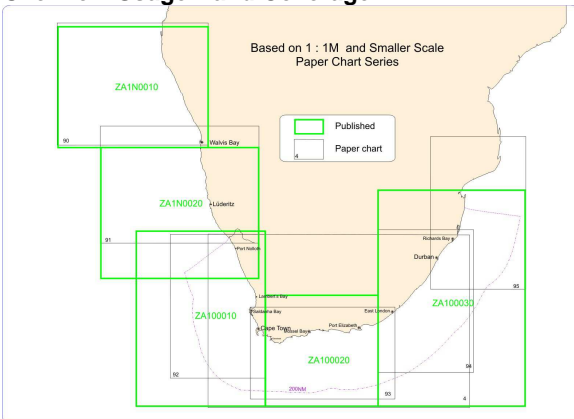 Based on 1 : 1M and Smaller Scale
Paper Chart Series
ZA1N0010
Published
Paper chart
4
90
Walvis Bay
ZA1N0020
Lüderitz
91
Port Nolloth
Richards Bay
Durban
95
ZA100030
Lambert's Bay
Saldanha Bay
ZA100010
Cape Town
Mossel Bay
Port Elizabeth
East London
ZA100020
94
92
200NM
93
4